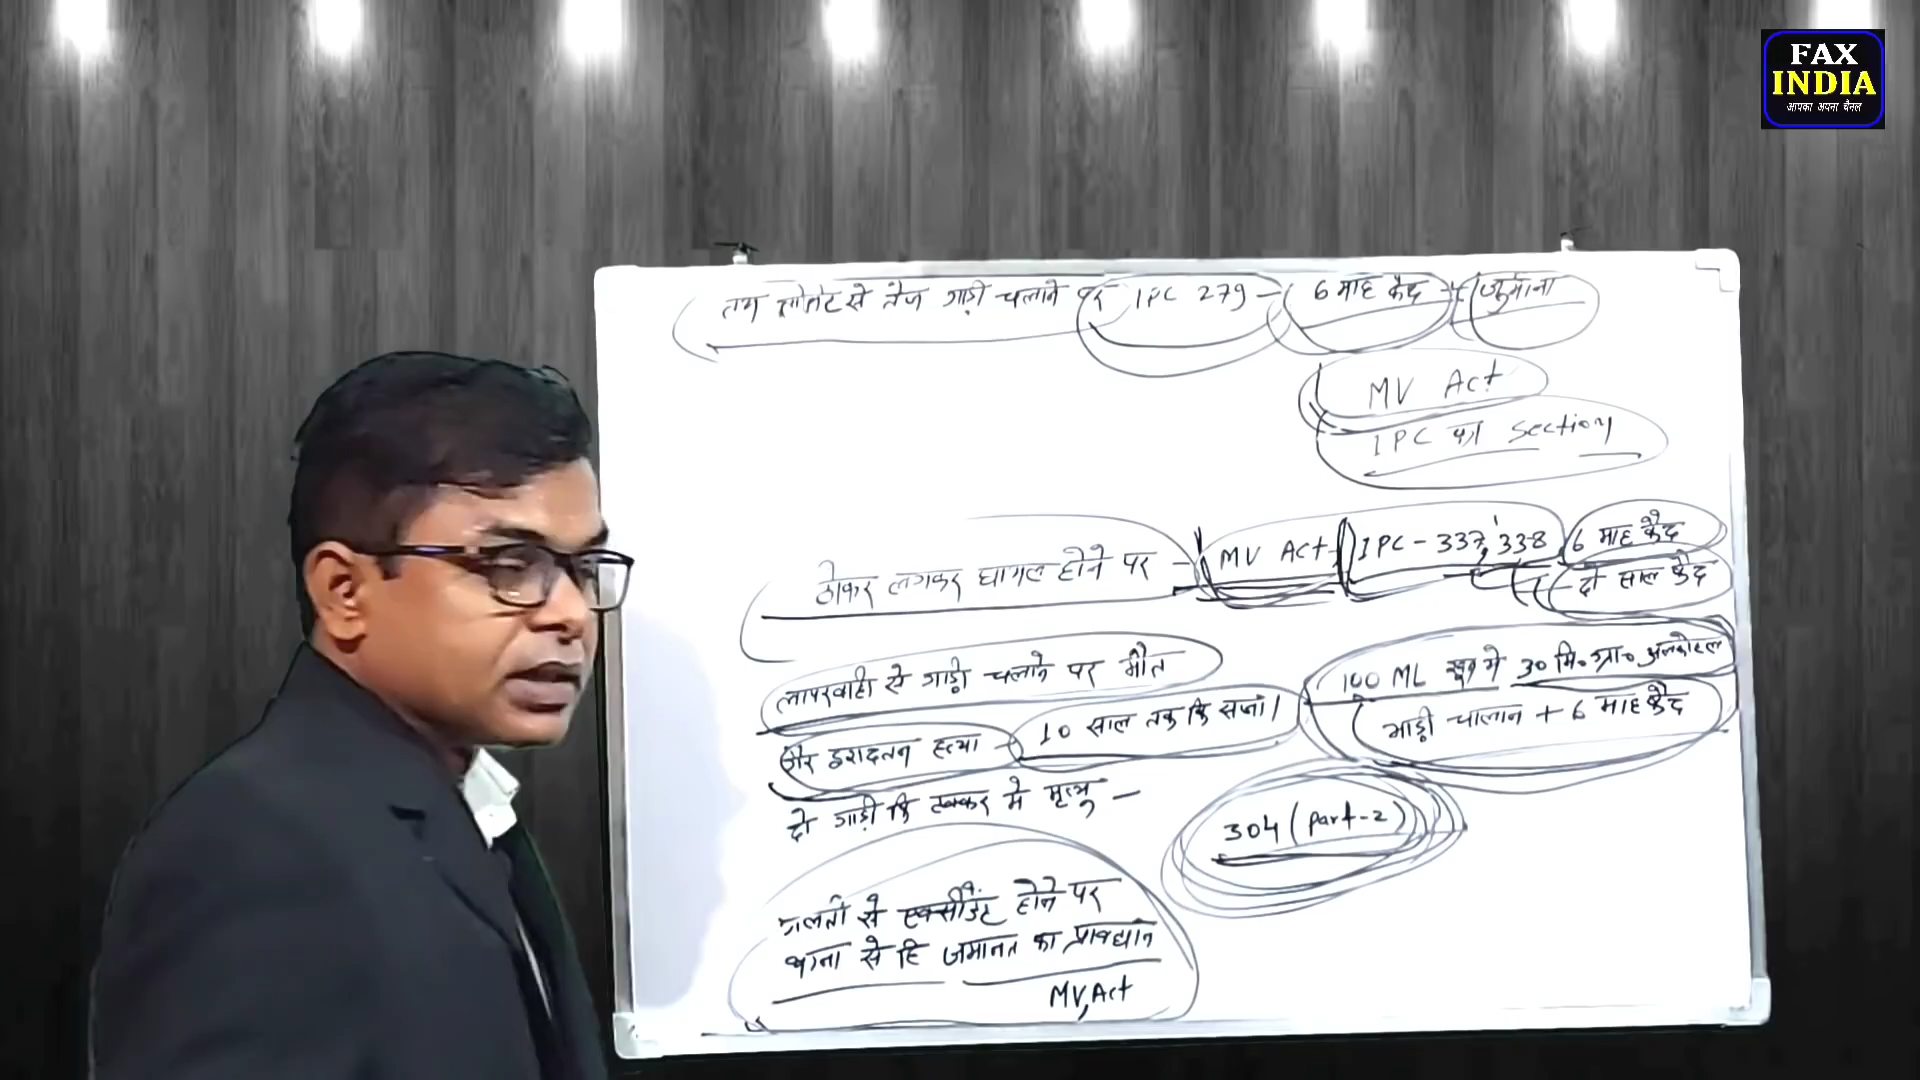 FAX
INDIA
आपका अपना चैनल
तय लीमिट से तेज गाड़ी चलाने पर IPC 279 - 6 माह कैद + जुर्माना
MV Act
IPC का section
ठोकर लगकर घायल होने पर - MV Act IPC - 337, 338 6 माह कैद
दो साल कैद
लापरवाही से गाड़ी चलाने पर मौत
100 ML खून मे 30 मि॰ ग्रा॰ अल्कोहल
गैर इरादतन हत्या - 10 साल तक कि सजा।
गाड़ी चालान + 6 माह कैद
दो गाड़ी कि टक्कर मे मृत्यु -
304 (Part-2)
गलती से एक्सीडेंट होने पर
थाना से हि जमानत का प्रावधान
MV, Act